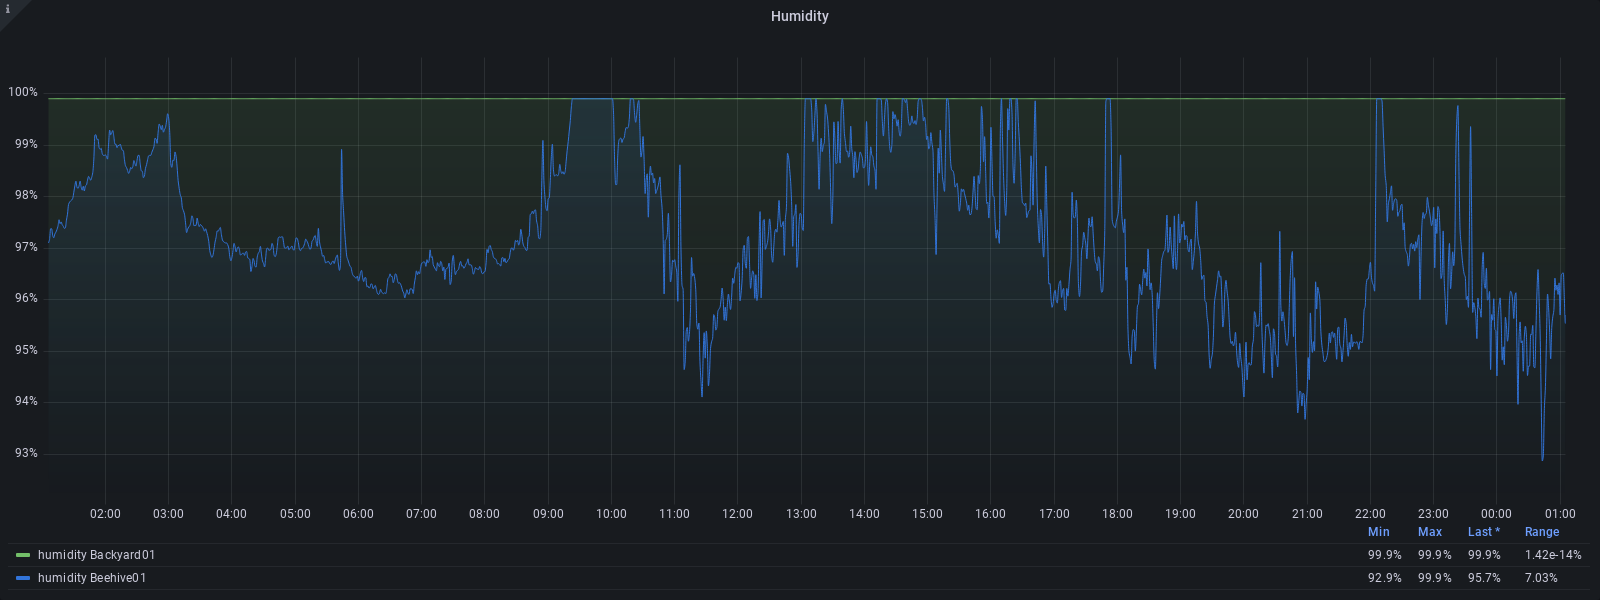 i
Humidity
100%
99%
98%
97%
96%
95%
94%
93%
02:00 03:00 04:00 05:00 06:00 07:00 08:00 09:00 10:00 11:00 12:00 13:00 14:00 15:00 16:00 17:00 18:00 19:00 20:00 21:00 22:00 23:00 00:00 01:00
Min Max Last * Range
humidity Backyard01 99.9% 99.9% 99.9% 1.42e-14%
humidity Beehive01 92.9% 99.9% 95.7% 7.03%